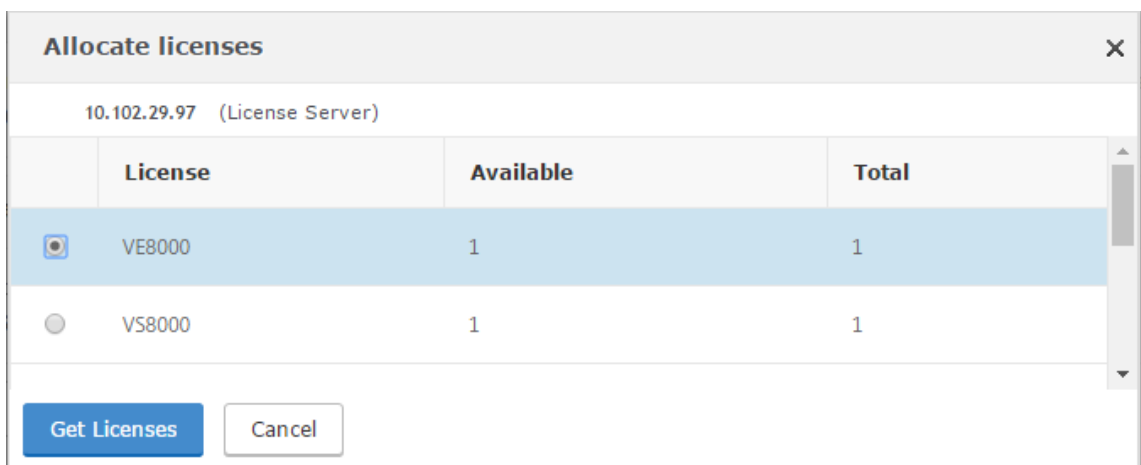 Allocate licenses
10.102.29.97 (License Server)
License Available Total
VE8000 1 1
VS8000 1 1
Get Licenses Cancel